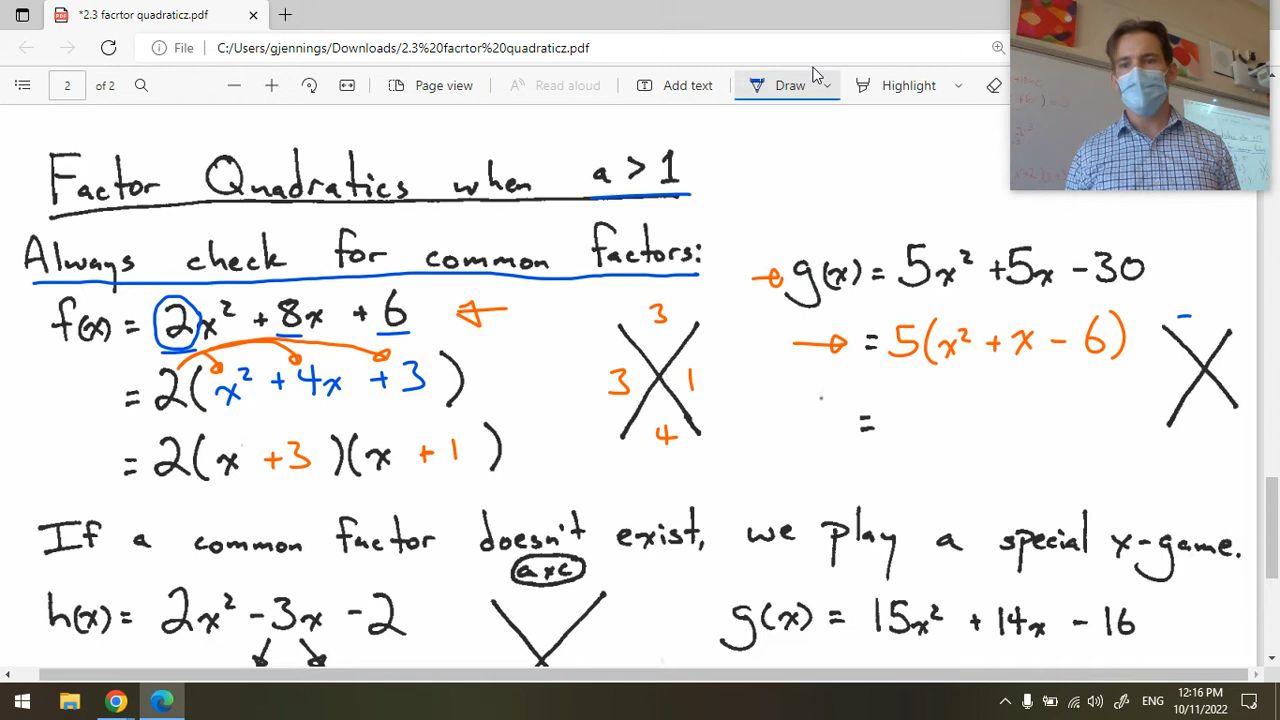 *2.3 facrtor quadraticz.pdf
File C:/Users/gjennings/Downloads/2.3%20facrtor%20quadraticz.pdf
2 of 2 Page view Read aloud Add text Draw Highlight
Factor Quadratics when a > 1
Always check for common factors:
f(x) = 2x² + 8x + 6
= 2(x² + 4x + 3)
= 2(x + 3)(x + 1)
3
3 1
4
g(x) = 5x² + 5x - 30
= 5(x² + x - 6)
-
=
If a common factor doesn't exist, we play a special x-game.
axc
h(x) = 2x² - 3x - 2
g(x) = 15x² + 14x - 16
ENG
12:16 PM
10/11/2022